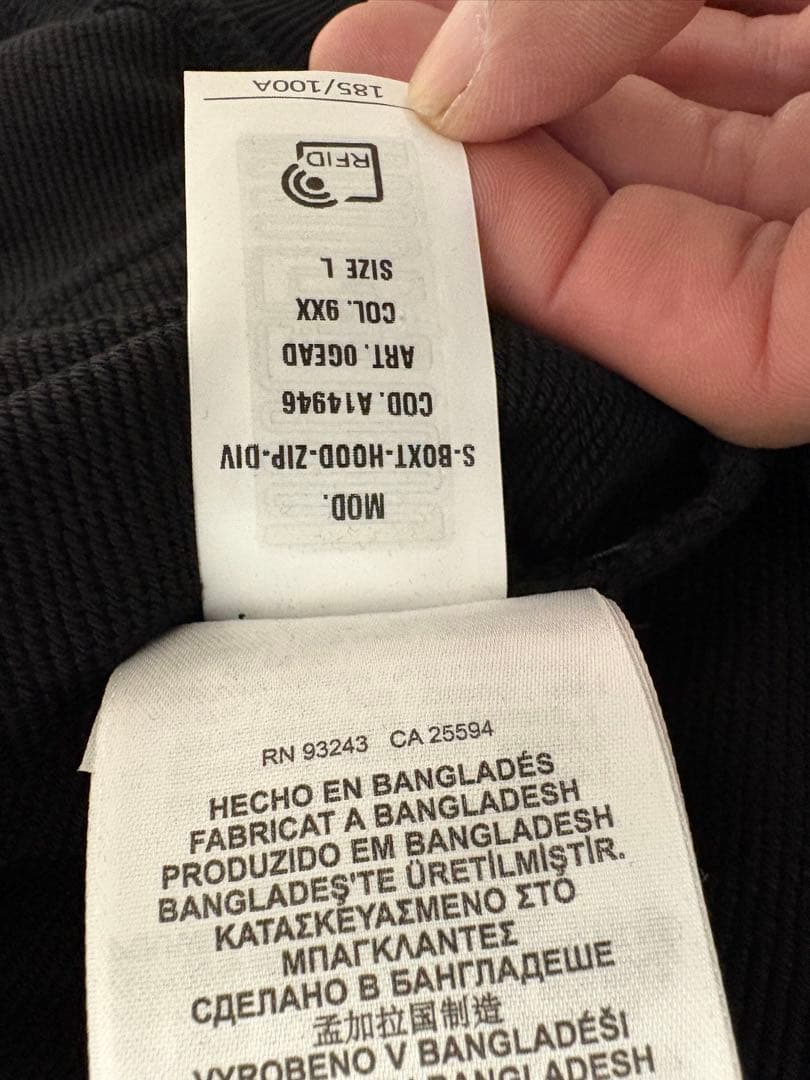 MOD.
S-BOXT-HOOD-ZIP-DIV
COD. A14946
ART. 0GEAD
COL. 9XX
SIZE L
RFID
185/100A
RN 93243 CA 25594
HECHO EN BANGLADÉS
FABRICAT A BANGLADESH
PRODUZIDO EM BANGLADESH
BANGLADEŞ'TE ÜRETİLMİŞTİR.
ΚΑΤΑΣΚΕΥΑΣΜΕΝΟ ΣΤΟ
ΜΠΑΓΚΛΑΝΤΕΣ
СДЕЛАНО В БАНГЛАДЕШЕ
孟加拉国制造
VYROBENO V BANGLADÉŠI
BANGLADESH